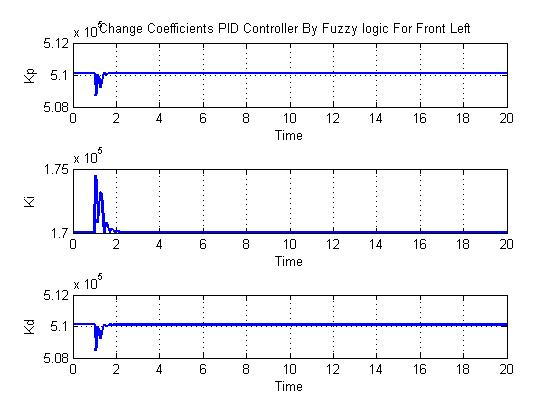 Change Coefficients PID Controller By Fuzzy logic For Front Left
x 10^5
5.12
5.1
5.08
Kp
0 2 4 6 8 10 12 14 16 18 20
Time
x 10^5
1.75
1.7
Ki
0 2 4 6 8 10 12 14 16 18 20
Time
x 10^5
5.12
5.1
5.08
Kd
0 2 4 6 8 10 12 14 16 18 20
Time